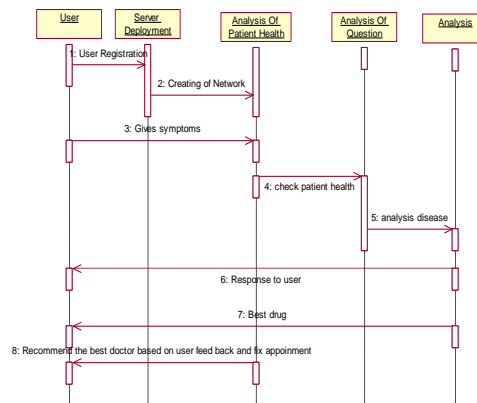 User
Server
Deployment
Analysis Of
Patient Health
Analysis Of
Question
Analysis
1: User Registration
2: Creating of Network
3: Gives symptoms
4: check patient health
5: analysis disease
6: Response to user
7: Best drug
8: Recommend the best doctor based on user feed back and fix appoinment